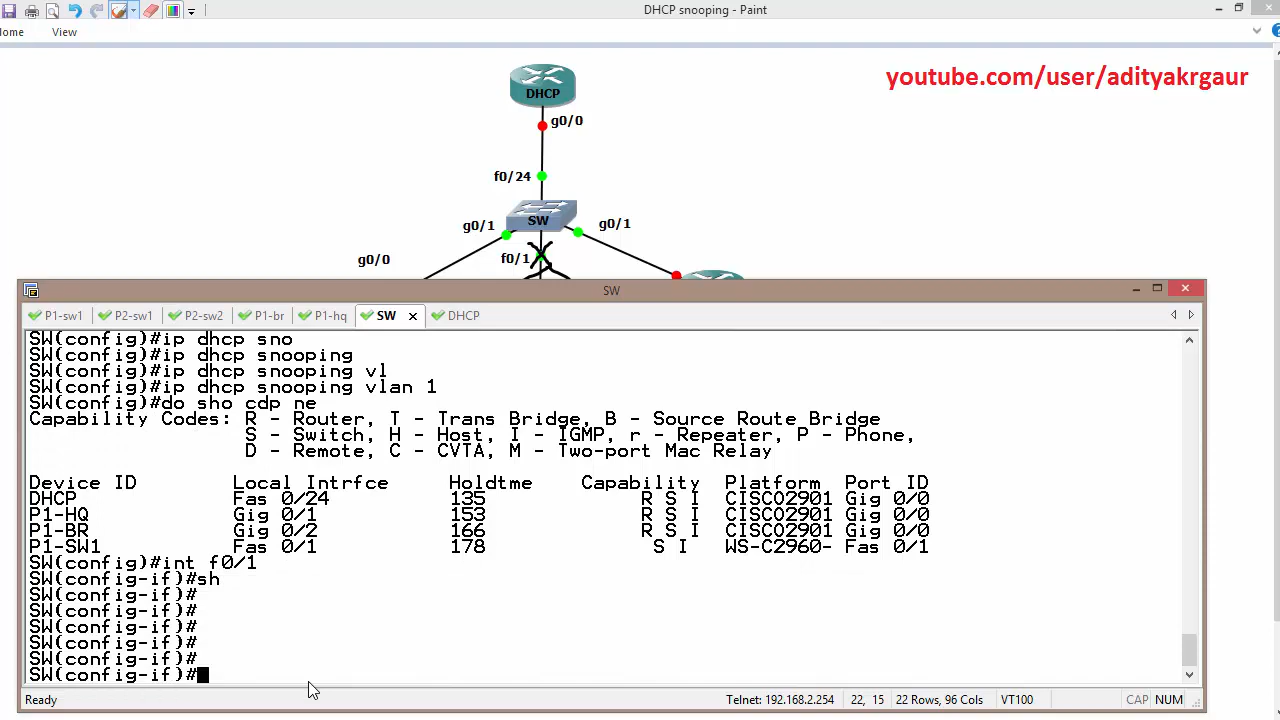 DHCP snooping - Paint
ome View
youtube.com/user/adityakrgaur
DHCP
g0/0
f0/24
g0/1 SW g0/1
g0/0 f0/1
SW
P1-sw1 P2-sw1 P2-sw2 P1-br P1-hq SW DHCP
SW(config)#ip dhcp sno
SW(config)#ip dhcp snooping
SW(config)#ip dhcp snooping vl
SW(config)#ip dhcp snooping vlan 1
SW(config)#do sho cdp ne
Capability Codes: R - Router, T - Trans Bridge, B - Source Route Bridge
S - Switch, H - Host, I - IGMP, r - Repeater, P - Phone,
D - Remote, C - CVTA, M - Two-port Mac Relay
Device ID Local Intrfce Holdtme Capability Platform Port ID
DHCP Fas 0/24 135 R S I CISCO2901 Gig 0/0
P1-HQ Gig 0/1 153 R S I CISCO2901 Gig 0/0
P1-BR Gig 0/2 166 R S I CISCO2901 Gig 0/0
P1-SW1 Fas 0/1 178 S I WS-C2960- Fas 0/1
SW(config)#int f0/1
SW(config-if)#sh
SW(config-if)#
SW(config-if)#
SW(config-if)#
SW(config-if)#
SW(config-if)#
SW(config-if)#
Ready Telnet: 192.168.2.254 22, 15 22 Rows, 96 Cols VT100 CAP NUM